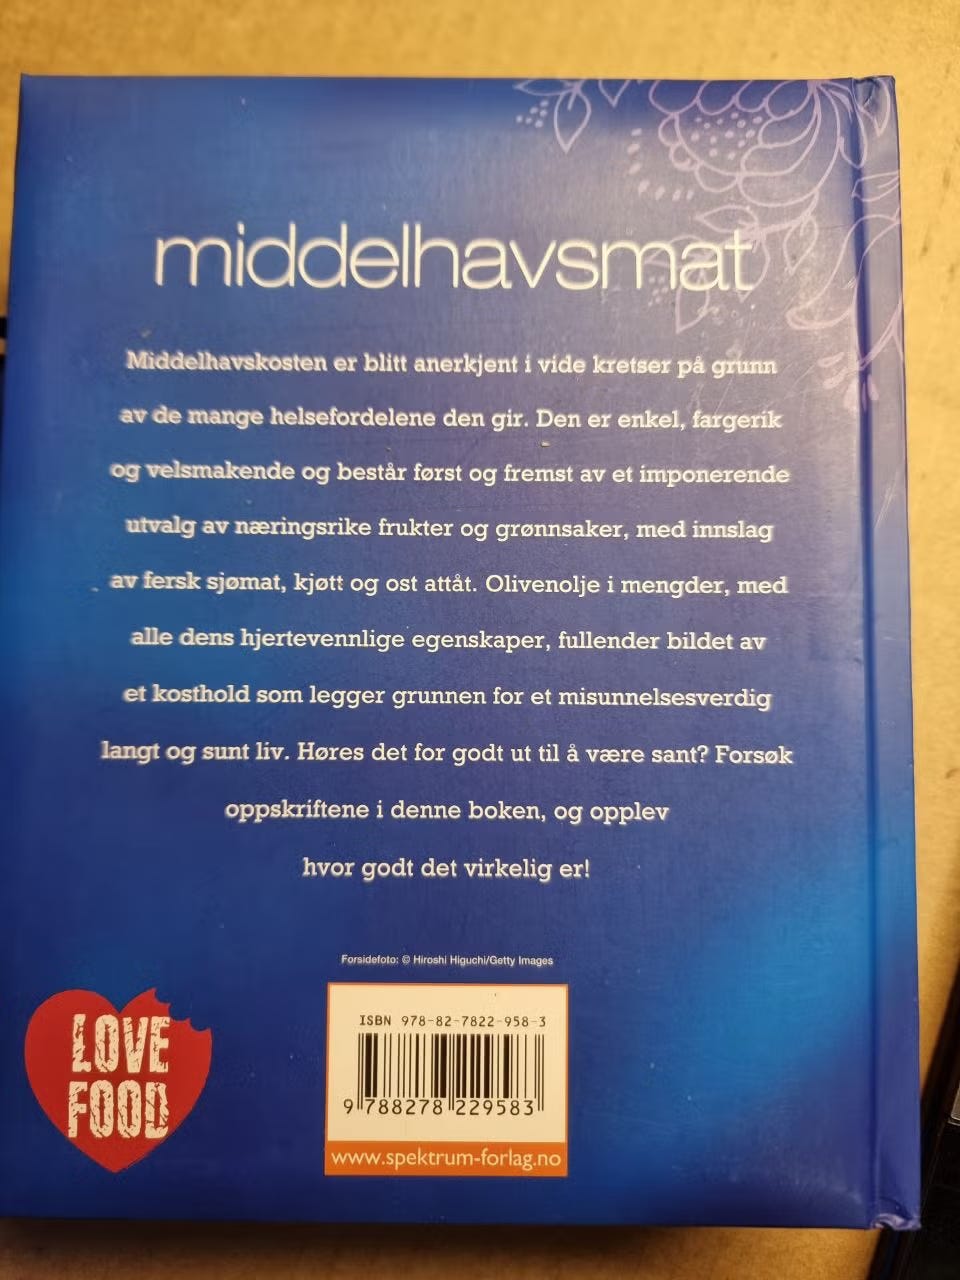 middelhavsmat
Middelhavskosten er blitt anerkjent i vide kretser på grunn
av de mange helsefordelene den gir. Den er enkel, fargerik
og velsmakende og består først og fremst av et imponerende
utvalg av næringsrike frukter og grønnsaker, med innslag
av fersk sjømat, kjøtt og ost attåt. Olivenolje i mengder, med
alle dens hjertevennlige egenskaper, fullender bildet av
et kosthold som legger grunnen for et misunnelsesverdig
langt og sunt liv. Høres det for godt ut til å være sant? Forsøk
oppskriftene i denne boken, og opplev
hvor godt det virkelig er!
Forsidefoto: © Hiroshi Higuchi/Getty Images
LOVE
FOOD
ISBN 978-82-7822-958-3
9 788278 229583
www.spektrum-forlag.no